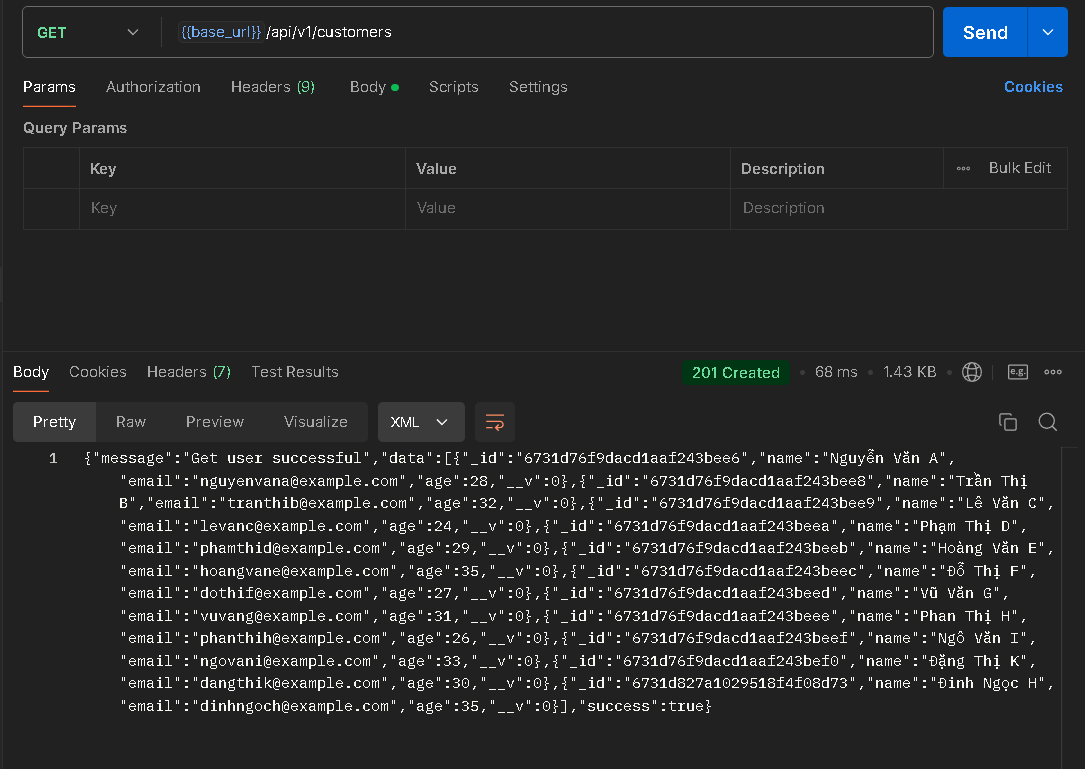 GET {{base_url}}/api/v1/customers Send
Params Authorization Headers (9) Body Scripts Settings Cookies
Query Params
Key Value Description Bulk Edit
Key Value Description
Body Cookies Headers (7) Test Results 201 Created 68 ms 1.43 KB e.g.
Pretty Raw Preview Visualize XML
1 {"message":"Get user successful","data":[{"_id":"6731d76f9dacd1aaf243bee6","name":"Nguyễn Văn A",
"email":"nguyenvana@example.com","age":28,"__v":0},{"_id":"6731d76f9dacd1aaf243bee8","name":"Trần Thị
B","email":"tranthib@example.com","age":32,"__v":0},{"_id":"6731d76f9dacd1aaf243bee9","name":"Lê Văn C",
"email":"levanc@example.com","age":24,"__v":0},{"_id":"6731d76f9dacd1aaf243beea","name":"Phạm Thị D",
"email":"phamthid@example.com","age":29,"__v":0},{"_id":"6731d76f9dacd1aaf243beeb","name":"Hoàng Văn E",
"email":"hoangvane@example.com","age":35,"__v":0},{"_id":"6731d76f9dacd1aaf243beec","name":"Đỗ Thị F",
"email":"dothif@example.com","age":27,"__v":0},{"_id":"6731d76f9dacd1aaf243beed","name":"Vũ Văn G",
"email":"vuvang@example.com","age":31,"__v":0},{"_id":"6731d76f9dacd1aaf243beee","name":"Phan Thị H",
"email":"phanthih@example.com","age":26,"__v":0},{"_id":"6731d76f9dacd1aaf243beef","name":"Ngô Văn I",
"email":"ngovani@example.com","age":33,"__v":0},{"_id":"6731d76f9dacd1aaf243bef0","name":"Đặng Thị K",
"email":"dangthik@example.com","age":30,"__v":0},{"_id":"6731d827a1029518f4f08d73","name":"Đinh Ngọc H",
"email":"dinhngoch@example.com","age":35,"__v":0}],"success":true}